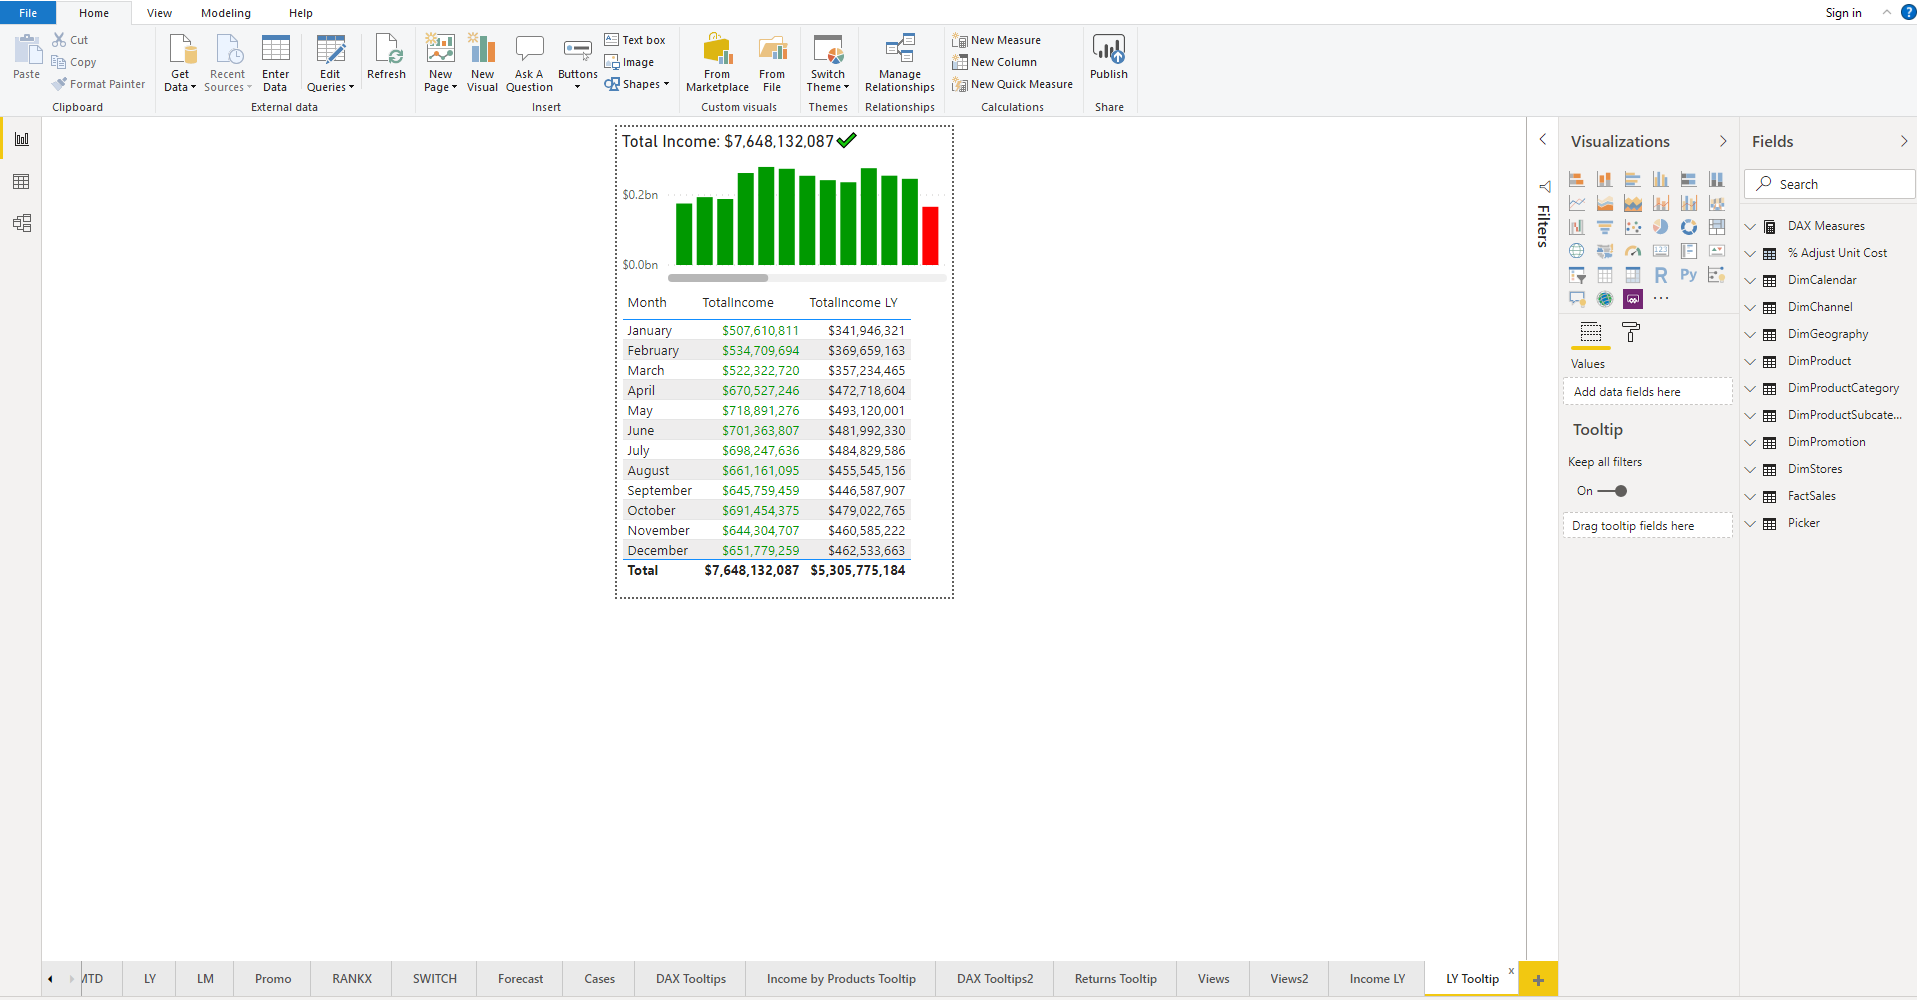 File Home View Modeling Help Sign in ?
Paste Cut Copy Format Painter
Clipboard
Get Data Recent Sources Enter Data Edit Queries Refresh
External data
New Page New Visual Ask A Question Buttons Text box Image Shapes
Insert
From Marketplace From File
Custom visuals
Switch Theme
Themes
Manage Relationships
Relationships
New Measure
New Column
New Quick Measure
Calculations
Publish
Share
Total Income: $7,648,132,087
$0.2bn
$0.0bn
Month TotalIncome TotalIncome LY
January $507,610,811 $341,946,321
February $534,709,694 $369,659,163
March $522,322,720 $357,234,465
April $670,527,246 $472,718,604
May $718,891,276 $493,120,001
June $701,363,807 $481,992,330
July $698,247,636 $484,829,586
August $661,161,095 $455,545,156
September $645,759,459 $446,587,907
October $691,454,375 $479,022,765
November $644,304,707 $460,585,222
December $651,779,259 $462,533,663
Total $7,648,132,087 $5,305,775,184
Filters
Visualizations
R Py
Values
Add data fields here
Tooltip
Keep all filters
On
Drag tooltip fields here
Fields
Search
DAX Measures
% Adjust Unit Cost
DimCalendar
DimChannel
DimGeography
DimProduct
DimProductCategory
DimProductSubcate...
DimPromotion
DimStores
FactSales
Picker
MTD LY LM Promo RANKX SWITCH Forecast Cases DAX Tooltips Income by Products Tooltip DAX Tooltips2 Returns Tooltip Views Views2 Income LY LY Tooltip x +